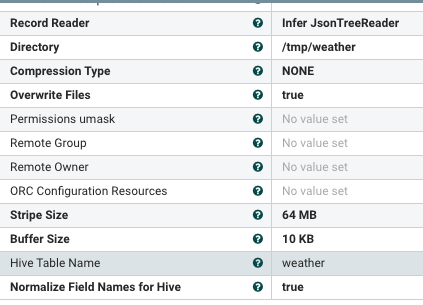 Record Reader ? Infer JsonTreeReader
Directory ? /tmp/weather
Compression Type ? NONE
Overwrite Files ? true
Permissions umask ? No value set
Remote Group ? No value set
Remote Owner ? No value set
ORC Configuration Resources ? No value set
Stripe Size ? 64 MB
Buffer Size ? 10 KB
Hive Table Name ? weather
Normalize Field Names for Hive ? true